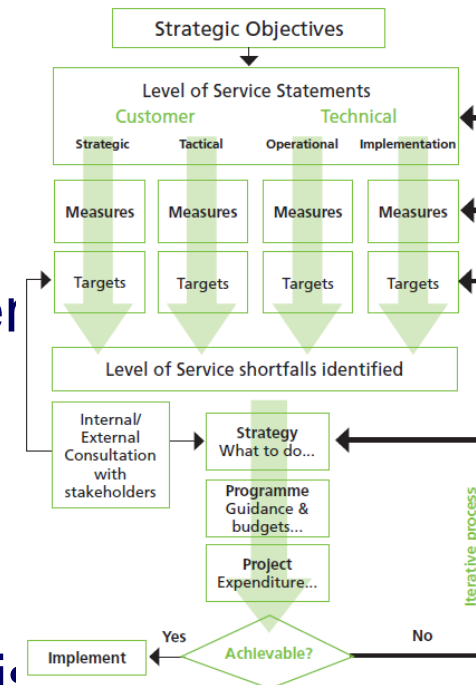 Strategic Objectives
Level of Service Statements
Customer Technical
Strategic Tactical Operational Implementation
Measures Measures Measures Measures
Targets Targets Targets Targets
Level of Service shortfalls identified
Internal/
External
Consultation
with
stakeholders
Strategy
What to do...
Programme
Guidance &
budgets...
Project
Expenditure...
Iterative process
Yes
No
Achievable?
Implement